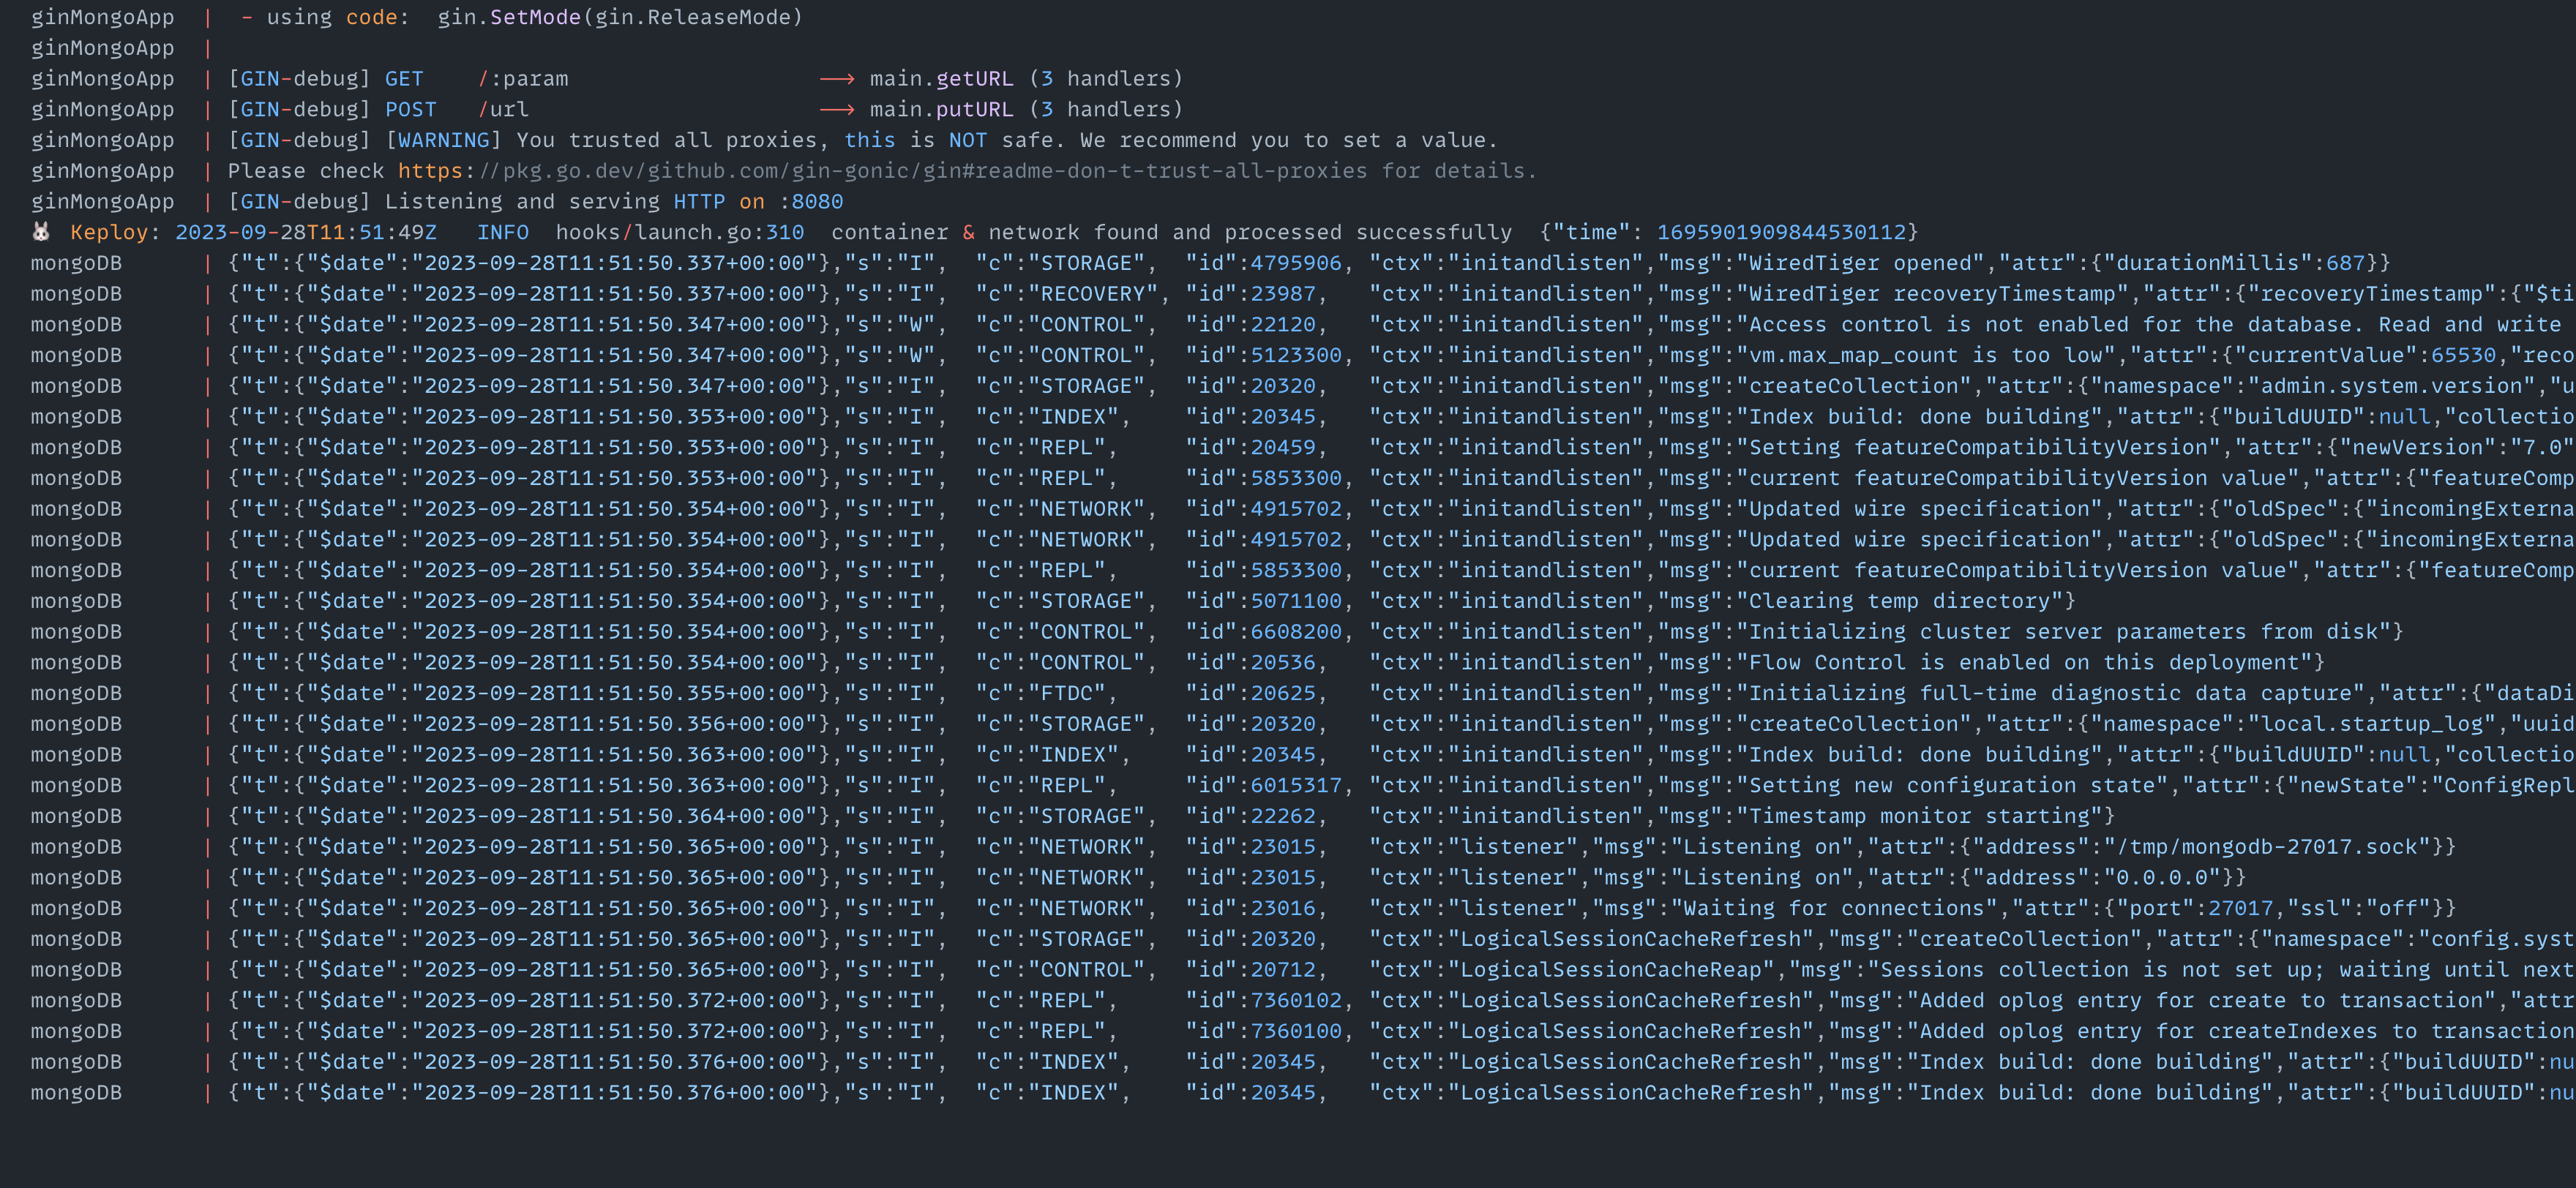 ginMongoApp  |  - using code:  gin.SetMode(gin.ReleaseMode)
ginMongoApp  |
ginMongoApp  | [GIN-debug] GET    /:param                   --> main.getURL (3 handlers)
ginMongoApp  | [GIN-debug] POST   /url                      --> main.putURL (3 handlers)
ginMongoApp  | [GIN-debug] [WARNING] You trusted all proxies, this is NOT safe. We recommend you to set a value.
ginMongoApp  | Please check https://pkg.go.dev/github.com/gin-gonic/gin#readme-don-t-trust-all-proxies for details.
ginMongoApp  | [GIN-debug] Listening and serving HTTP on :8080
🐰 Keploy: 2023-09-28T11:51:49Z   INFO  hooks/launch.go:310  container & network found and processed successfully  {"time": 1695901909844530112}
mongoDB      | {"t":{"$date":"2023-09-28T11:51:50.337+00:00"},"s":"I",  "c":"STORAGE",  "id":4795906, "ctx":"initandlisten","msg":"WiredTiger opened","attr":{"durationMillis":687}}
mongoDB      | {"t":{"$date":"2023-09-28T11:51:50.337+00:00"},"s":"I",  "c":"RECOVERY", "id":23987,   "ctx":"initandlisten","msg":"WiredTiger recoveryTimestamp","attr":{"recoveryTimestamp":{"$ti
mongoDB      | {"t":{"$date":"2023-09-28T11:51:50.347+00:00"},"s":"W",  "c":"CONTROL",  "id":22120,   "ctx":"initandlisten","msg":"Access control is not enabled for the database. Read and write
mongoDB      | {"t":{"$date":"2023-09-28T11:51:50.347+00:00"},"s":"W",  "c":"CONTROL",  "id":5123300, "ctx":"initandlisten","msg":"vm.max_map_count is too low","attr":{"currentValue":65530,"reco
mongoDB      | {"t":{"$date":"2023-09-28T11:51:50.347+00:00"},"s":"I",  "c":"STORAGE",  "id":20320,   "ctx":"initandlisten","msg":"createCollection","attr":{"namespace":"admin.system.version","u
mongoDB      | {"t":{"$date":"2023-09-28T11:51:50.353+00:00"},"s":"I",  "c":"INDEX",    "id":20345,   "ctx":"initandlisten","msg":"Index build: done building","attr":{"buildUUID":null,"collectio
mongoDB      | {"t":{"$date":"2023-09-28T11:51:50.353+00:00"},"s":"I",  "c":"REPL",     "id":20459,   "ctx":"initandlisten","msg":"Setting featureCompatibilityVersion","attr":{"newVersion":"7.0"
mongoDB      | {"t":{"$date":"2023-09-28T11:51:50.353+00:00"},"s":"I",  "c":"REPL",     "id":5853300, "ctx":"initandlisten","msg":"current featureCompatibilityVersion value","attr":{"featureComp
mongoDB      | {"t":{"$date":"2023-09-28T11:51:50.354+00:00"},"s":"I",  "c":"NETWORK",  "id":4915702, "ctx":"initandlisten","msg":"Updated wire specification","attr":{"oldSpec":{"incomingExterna
mongoDB      | {"t":{"$date":"2023-09-28T11:51:50.354+00:00"},"s":"I",  "c":"NETWORK",  "id":4915702, "ctx":"initandlisten","msg":"Updated wire specification","attr":{"oldSpec":{"incomingExterna
mongoDB      | {"t":{"$date":"2023-09-28T11:51:50.354+00:00"},"s":"I",  "c":"REPL",     "id":5853300, "ctx":"initandlisten","msg":"current featureCompatibilityVersion value","attr":{"featureComp
mongoDB      | {"t":{"$date":"2023-09-28T11:51:50.354+00:00"},"s":"I",  "c":"STORAGE",  "id":5071100, "ctx":"initandlisten","msg":"Clearing temp directory"}
mongoDB      | {"t":{"$date":"2023-09-28T11:51:50.354+00:00"},"s":"I",  "c":"CONTROL",  "id":6608200, "ctx":"initandlisten","msg":"Initializing cluster server parameters from disk"}
mongoDB      | {"t":{"$date":"2023-09-28T11:51:50.354+00:00"},"s":"I",  "c":"CONTROL",  "id":20536,   "ctx":"initandlisten","msg":"Flow Control is enabled on this deployment"}
mongoDB      | {"t":{"$date":"2023-09-28T11:51:50.355+00:00"},"s":"I",  "c":"FTDC",     "id":20625,   "ctx":"initandlisten","msg":"Initializing full-time diagnostic data capture","attr":{"dataDi
mongoDB      | {"t":{"$date":"2023-09-28T11:51:50.356+00:00"},"s":"I",  "c":"STORAGE",  "id":20320,   "ctx":"initandlisten","msg":"createCollection","attr":{"namespace":"local.startup_log","uuid
mongoDB      | {"t":{"$date":"2023-09-28T11:51:50.363+00:00"},"s":"I",  "c":"INDEX",    "id":20345,   "ctx":"initandlisten","msg":"Index build: done building","attr":{"buildUUID":null,"collectio
mongoDB      | {"t":{"$date":"2023-09-28T11:51:50.363+00:00"},"s":"I",  "c":"REPL",     "id":6015317, "ctx":"initandlisten","msg":"Setting new configuration state","attr":{"newState":"ConfigRepl
mongoDB      | {"t":{"$date":"2023-09-28T11:51:50.364+00:00"},"s":"I",  "c":"STORAGE",  "id":22262,   "ctx":"initandlisten","msg":"Timestamp monitor starting"}
mongoDB      | {"t":{"$date":"2023-09-28T11:51:50.365+00:00"},"s":"I",  "c":"NETWORK",  "id":23015,   "ctx":"listener","msg":"Listening on","attr":{"address":"/tmp/mongodb-27017.sock"}}
mongoDB      | {"t":{"$date":"2023-09-28T11:51:50.365+00:00"},"s":"I",  "c":"NETWORK",  "id":23015,   "ctx":"listener","msg":"Listening on","attr":{"address":"0.0.0.0"}}
mongoDB      | {"t":{"$date":"2023-09-28T11:51:50.365+00:00"},"s":"I",  "c":"NETWORK",  "id":23016,   "ctx":"listener","msg":"Waiting for connections","attr":{"port":27017,"ssl":"off"}}
mongoDB      | {"t":{"$date":"2023-09-28T11:51:50.365+00:00"},"s":"I",  "c":"STORAGE",  "id":20320,   "ctx":"LogicalSessionCacheRefresh","msg":"createCollection","attr":{"namespace":"config.syst
mongoDB      | {"t":{"$date":"2023-09-28T11:51:50.365+00:00"},"s":"I",  "c":"CONTROL",  "id":20712,   "ctx":"LogicalSessionCacheReap","msg":"Sessions collection is not set up; waiting until next
mongoDB      | {"t":{"$date":"2023-09-28T11:51:50.372+00:00"},"s":"I",  "c":"REPL",     "id":7360102, "ctx":"LogicalSessionCacheRefresh","msg":"Added oplog entry for create to transaction","attr
mongoDB      | {"t":{"$date":"2023-09-28T11:51:50.372+00:00"},"s":"I",  "c":"REPL",     "id":7360100, "ctx":"LogicalSessionCacheRefresh","msg":"Added oplog entry for createIndexes to transaction
mongoDB      | {"t":{"$date":"2023-09-28T11:51:50.376+00:00"},"s":"I",  "c":"INDEX",    "id":20345,   "ctx":"LogicalSessionCacheRefresh","msg":"Index build: done building","attr":{"buildUUID":nu
mongoDB      | {"t":{"$date":"2023-09-28T11:51:50.376+00:00"},"s":"I",  "c":"INDEX",    "id":20345,   "ctx":"LogicalSessionCacheRefresh","msg":"Index build: done building","attr":{"buildUUID":nu